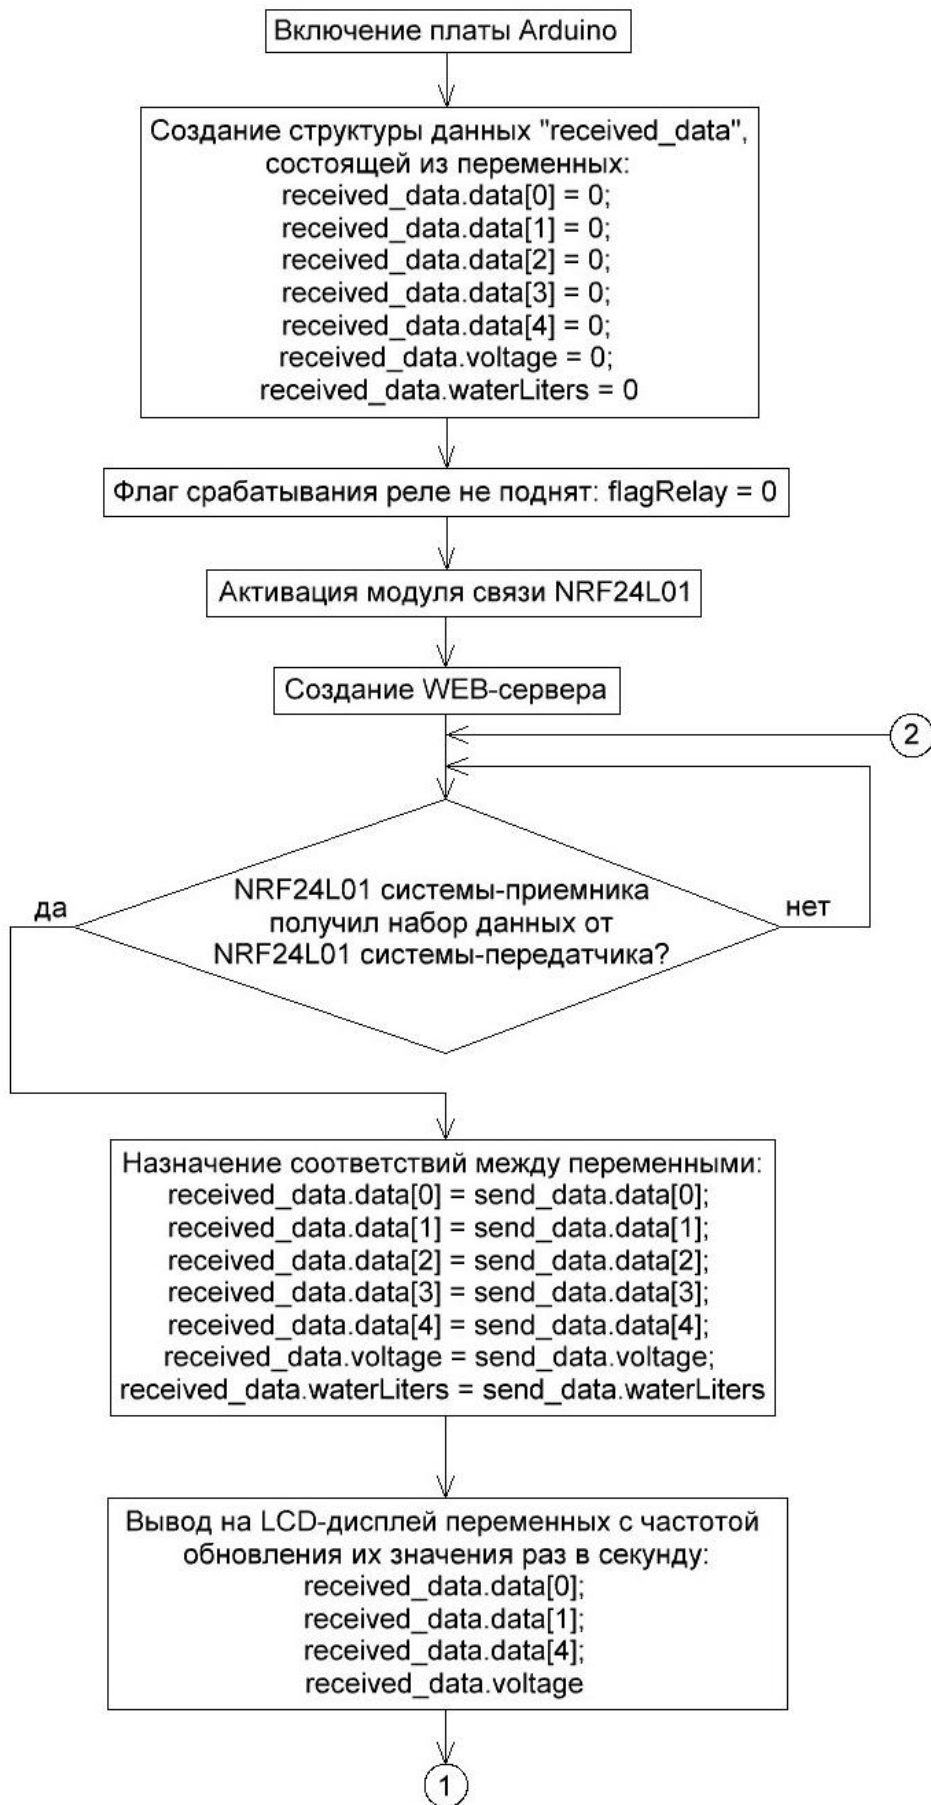 Включение платы Arduino
Создание структуры данных "received_data",
состоящей из переменных:
received_data.data[0] = 0;
received_data.data[1] = 0;
received_data.data[2] = 0;
received_data.data[3] = 0;
received_data.data[4] = 0;
received_data.voltage = 0;
received_data.waterLiters = 0
Флаг срабатывания реле не поднят: flagRelay = 0
Активация модуля связи NRF24L01
Создание WEB-сервера
2
NRF24L01 системы-приемника
получил набор данных от
NRF24L01 системы-передатчика?
да
нет
Назначение соответствий между переменными:
received_data.data[0] = send_data.data[0];
received_data.data[1] = send_data.data[1];
received_data.data[2] = send_data.data[2];
received_data.data[3] = send_data.data[3];
received_data.data[4] = send_data.data[4];
received_data.voltage = send_data.voltage;
received_data.waterLiters = send_data.waterLiters
Вывод на LCD-дисплей переменных с частотой
обновления их значения раз в секунду:
received_data.data[0];
received_data.data[1];
received_data.data[4];
received_data.voltage
1